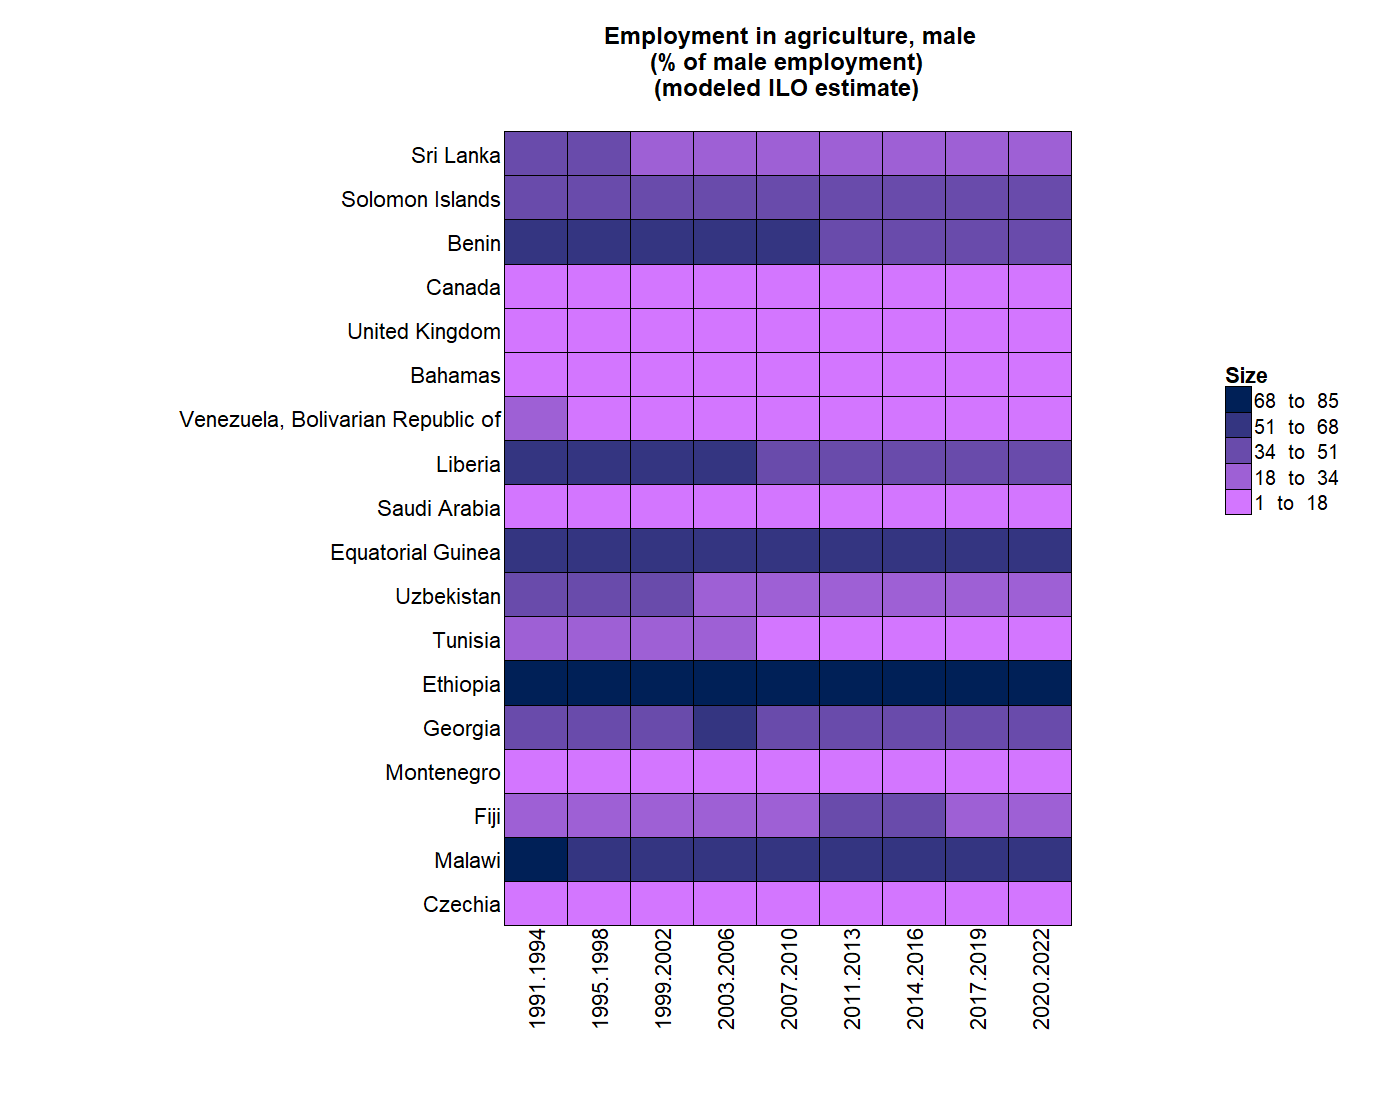 Employment in agriculture, male
(% of male employment)
(modeled ILO estimate)
Sri Lanka
Solomon Islands
Benin
Canada
United Kingdom
Bahamas
Venezuela, Bolivarian Republic of
Liberia
Saudi Arabia
Equatorial Guinea
Uzbekistan
Tunisia
Ethiopia
Georgia
Montenegro
Fiji
Malawi
Czechia
1991.1994
1995.1998
1999.2002
2003.2006
2007.2010
2011.2013
2014.2016
2017.2019
2020.2022
Size
68 to 85
51 to 68
34 to 51
18 to 34
1 to 18